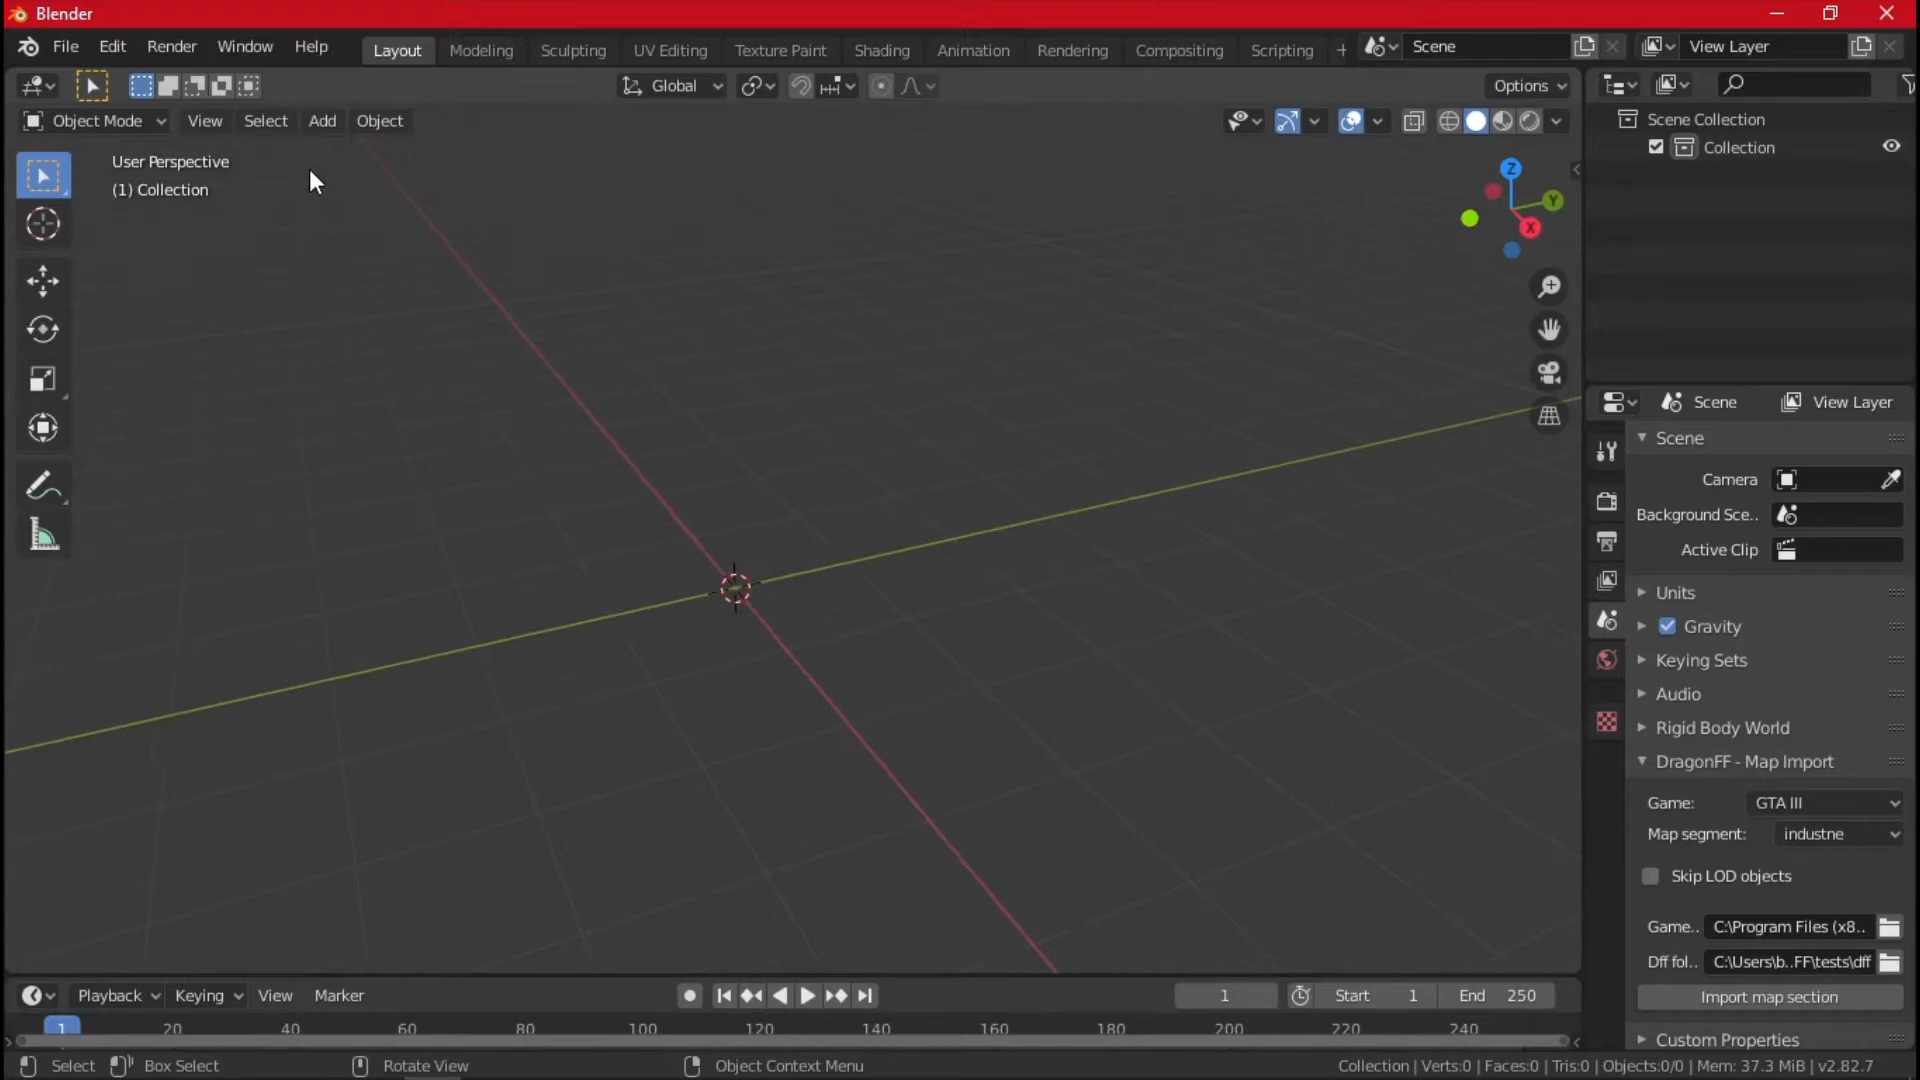 Blender
File Edit Render Window Help Layout Modeling Sculpting UV Editing Texture Paint Shading Animation Rendering Compositing Scripting + Scene View Layer
Global Options
Object Mode View Select Add Object
User Perspective
(1) Collection
Z
Y
X
Scene Collection
Collection
Scene View Layer
Scene
Camera
Background Sce..
Active Clip
Units
Gravity
Keying Sets
Audio
Rigid Body World
DragonFF - Map Import
Game: GTA III
Map segment: industne
Skip LOD objects
Game.. C:\Program Files (x8..
Dff fol.. C:\Users\b..FF\tests\dff
Import map section
Custom Properties
Playback Keying View Marker 1 Start 1 End 250
1 20 40 60 80 100 120 140 160 180 200 220 240
Select Box Select Rotate View Object Context Menu Collection | Verts:0 | Faces:0 | Tris:0 | Objects:0/0 | Mem: 37.3 MiB | v2.82.7